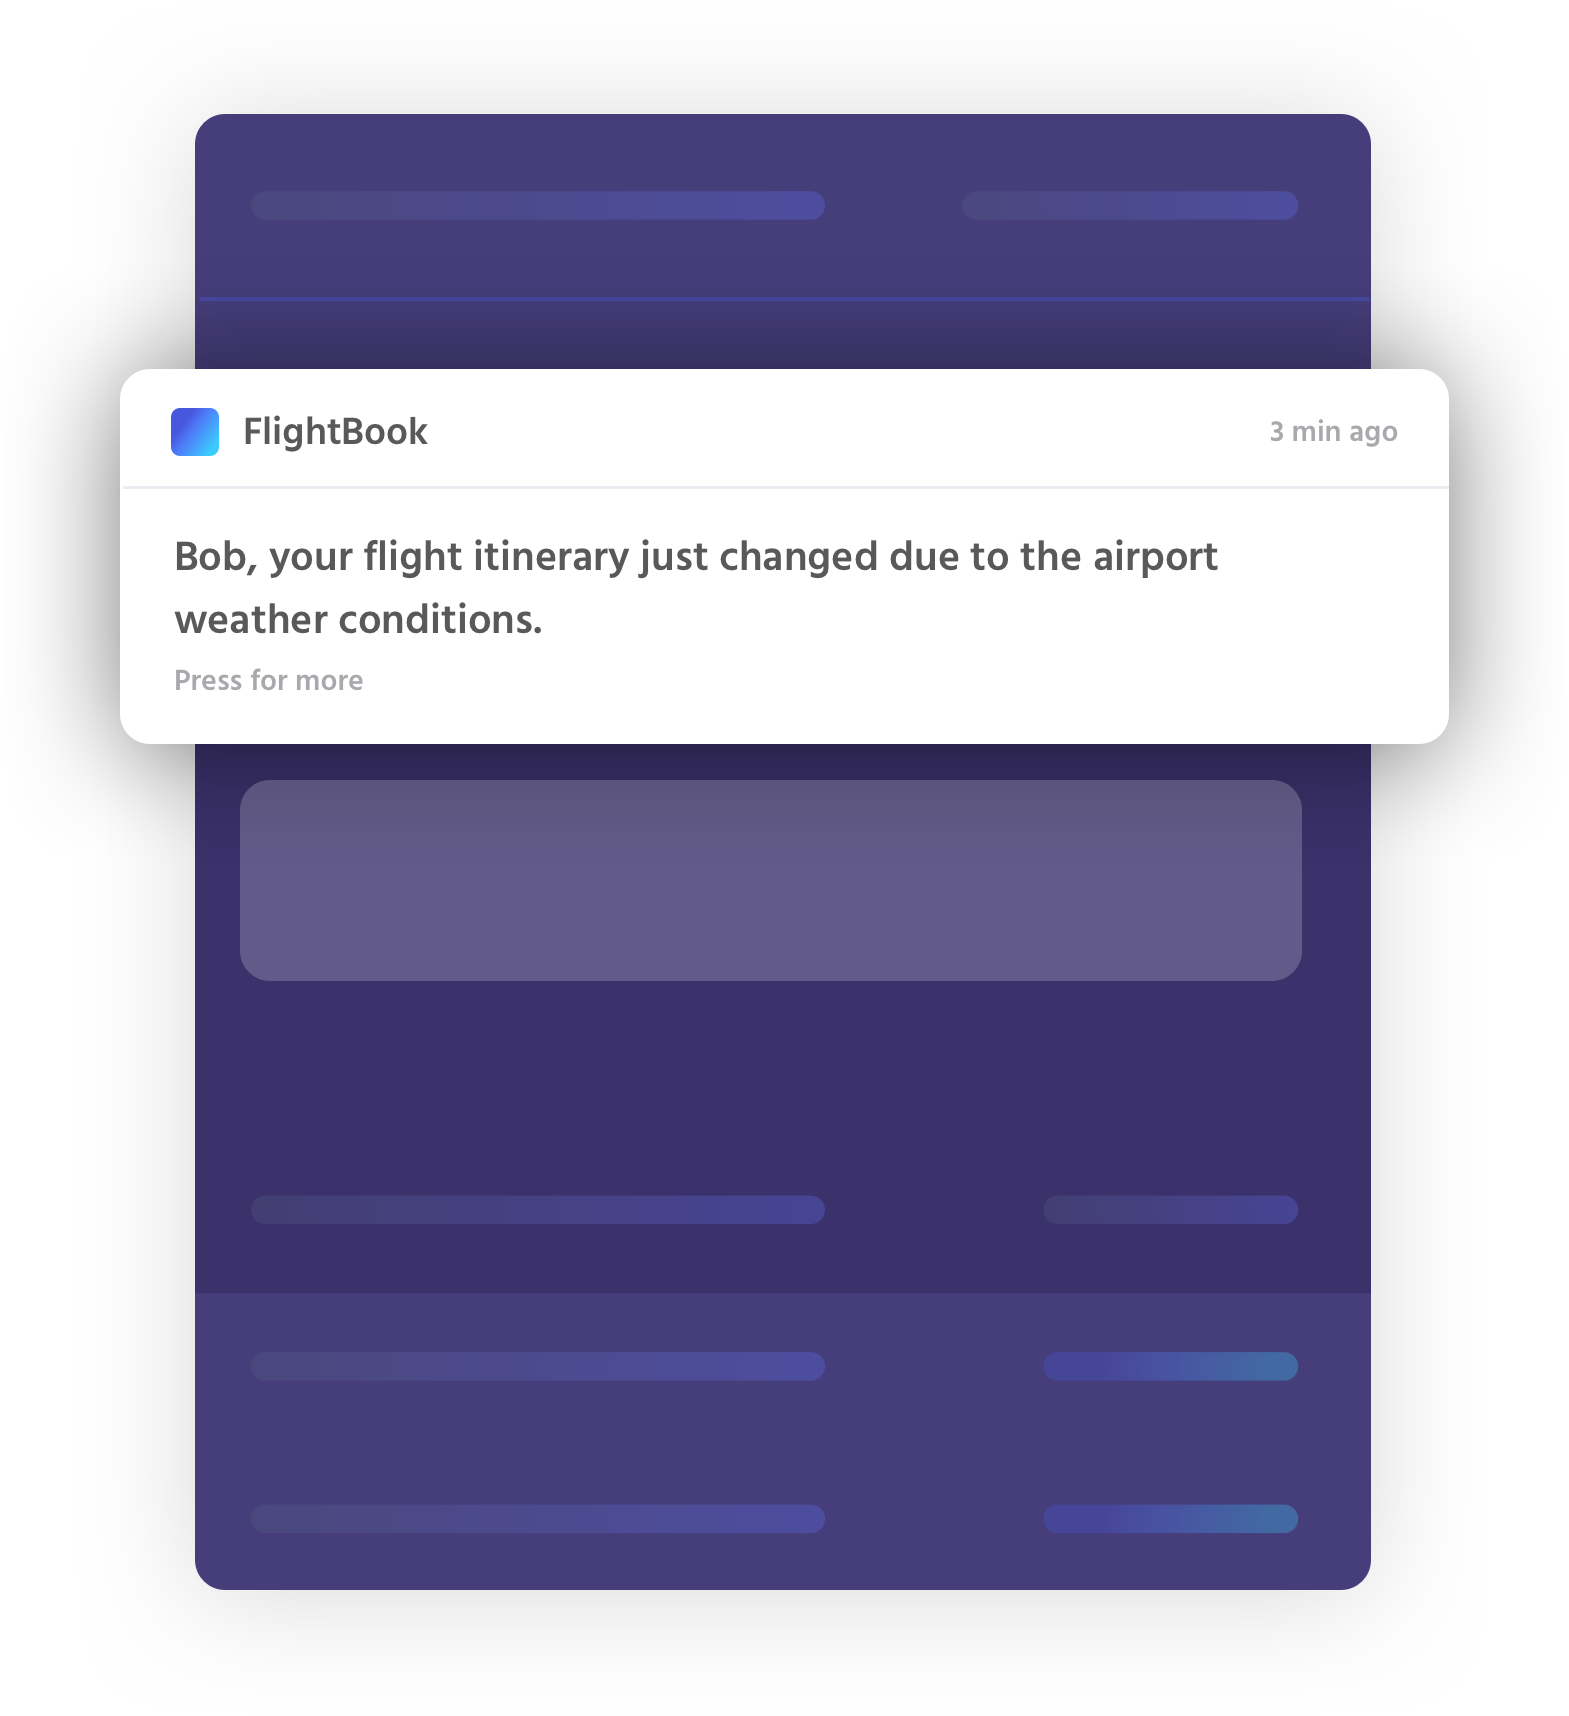 FlightBook
3 min ago
Bob, your flight itinerary just changed due to the airport
weather conditions.
Press for more